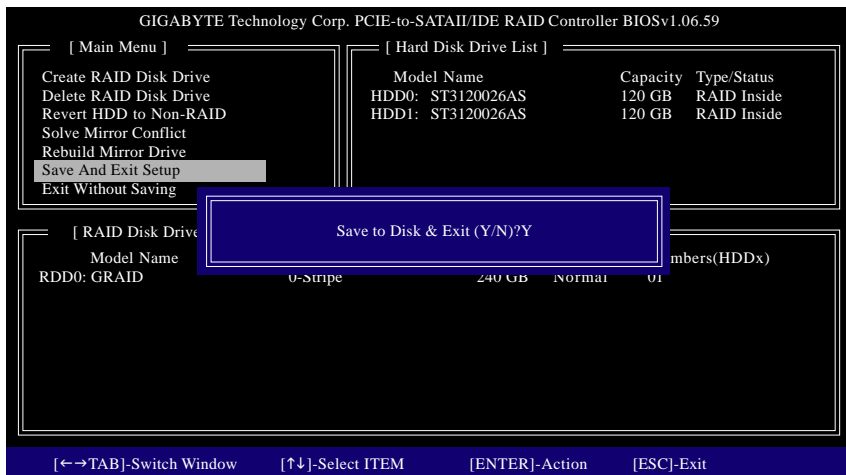 GIGABYTE Technology Corp. PCIE-to-SATAII/IDE RAID Controller BIOSv1.06.59
[ Main Menu ]
Create RAID Disk Drive
Delete RAID Disk Drive
Revert HDD to Non-RAID
Solve Mirror Conflict
Rebuild Mirror Drive
Save And Exit Setup
Exit Without Saving
[ Hard Disk Drive List ]
Model Name Capacity Type/Status
HDD0: ST3120026AS 120 GB RAID Inside
HDD1: ST3120026AS 120 GB RAID Inside
Save to Disk & Exit (Y/N)?Y
[ RAID Disk Drive
Model Name mbers(HDDx)
RDD0: GRAID 0-Stripe 240 GB Normal 01
[←→TAB]-Switch Window [↑↓]-Select ITEM [ENTER]-Action [ESC]-Exit